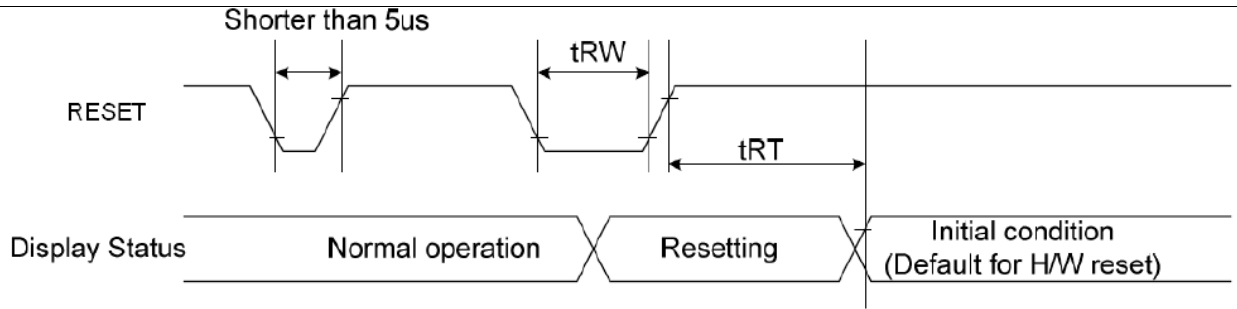 Shorter than 5us
tRW
RESET
tRT
Display Status
Normal operation
Resetting
Initial condition
(Default for H/W reset)